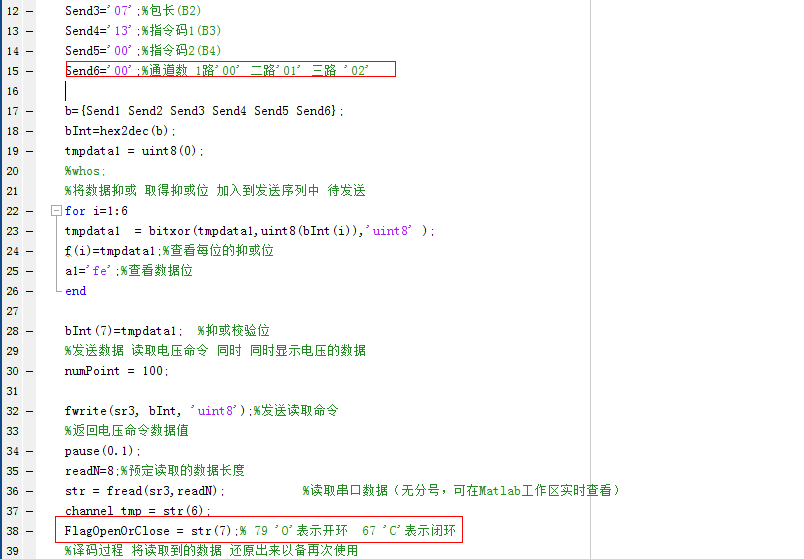 12 Send3='07';%包长(B2)
13 Send4='13';%指令码1(B3)
14 Send5='00';%指令码2(B4)
15 Send6='00';%通道数 1路'00' 二路'01' 三路 '02'
16
17 b={Send1 Send2 Send3 Send4 Send5 Send6};
18 bInt=hex2dec(b);
19 tmpdata1 = uint8(0);
20 %whos;
21 %将数据抑或 取得抑或位 加入到发送序列中 待发送
22 for i=1:6
23 tmpdata1 = bitxor(tmpdata1,uint8(bInt(i)),'uint8' );
24 f(i)=tmpdata1;%查看每位的抑或位
25 a1='fe';%查看数据位
26 end
27
28 bInt(7)=tmpdata1; %抑或校验位
29 %发送数据 读取电压命令 同时 同时显示电压的数据
30 numPoint = 100;
31
32 fwrite(sr3, bInt, 'uint8');%发送读取命令
33 %返回电压命令数据值
34 pause(0.1);
35 readN=8;%预定读取的数据长度
36 str = fread(sr3,readN); %读取串口数据（无分号，可在Matlab工作区实时查看）
37 channel_tmp = str(6);
38 FlagOpenOrClose = str(7);% 79 'O'表示开环 67 'C'表示闭环
39 %译码过程 将读取到的数据 还原出来以备再次使用